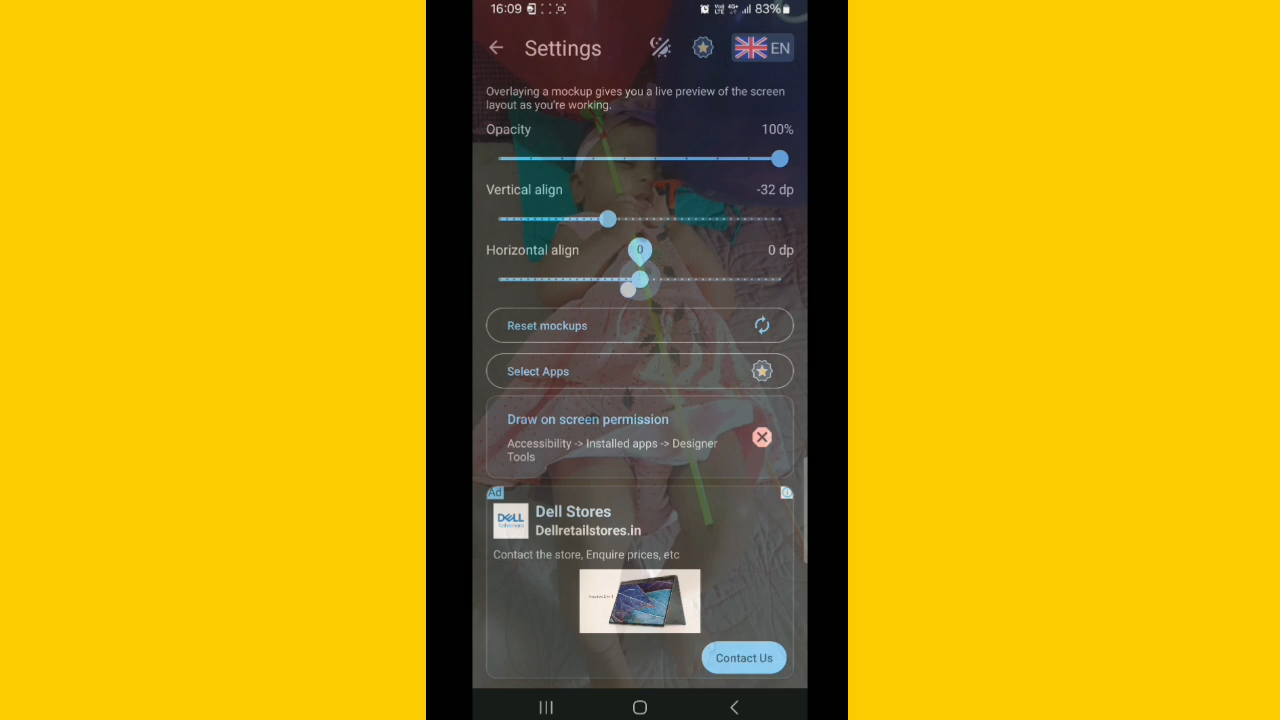 16:09 83%
Settings EN
Overlaying a mockup gives you a live preview of the screen
layout as you're working.
Opacity 100%
Vertical align -32 dp
Horizontal align 0 0 dp
Reset mockups
Select Apps
Draw on screen permission
Accessibility -> Installed apps -> Designer
Tools
Ad
Dell Stores
DELL
Dellretailstores.in
Contact the store, Enquire prices, etc
Contact Us